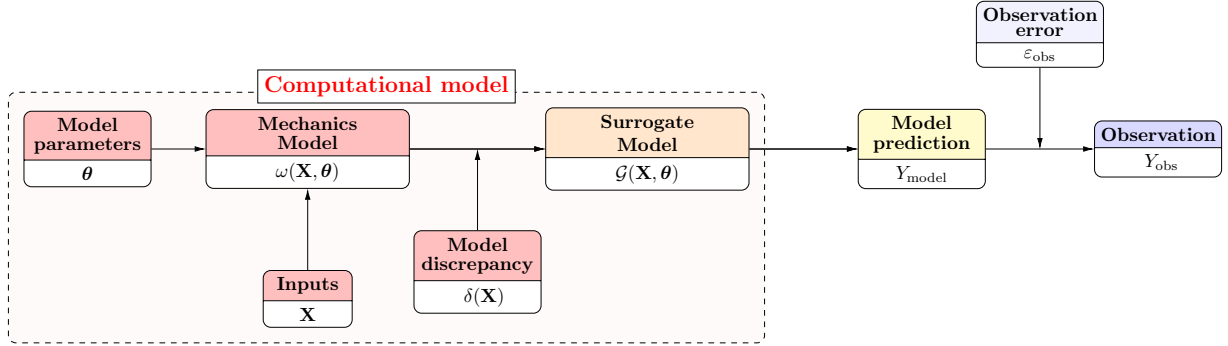 Observation
error
ε_obs
Computational model
Model
parameters
θ
Mechanics
Model
ω(X, θ)
Surrogate
Model
𝒢(X, θ)
Model
prediction
Y_model
Observation
Y_obs
Model
discrepancy
δ(X)
Inputs
X